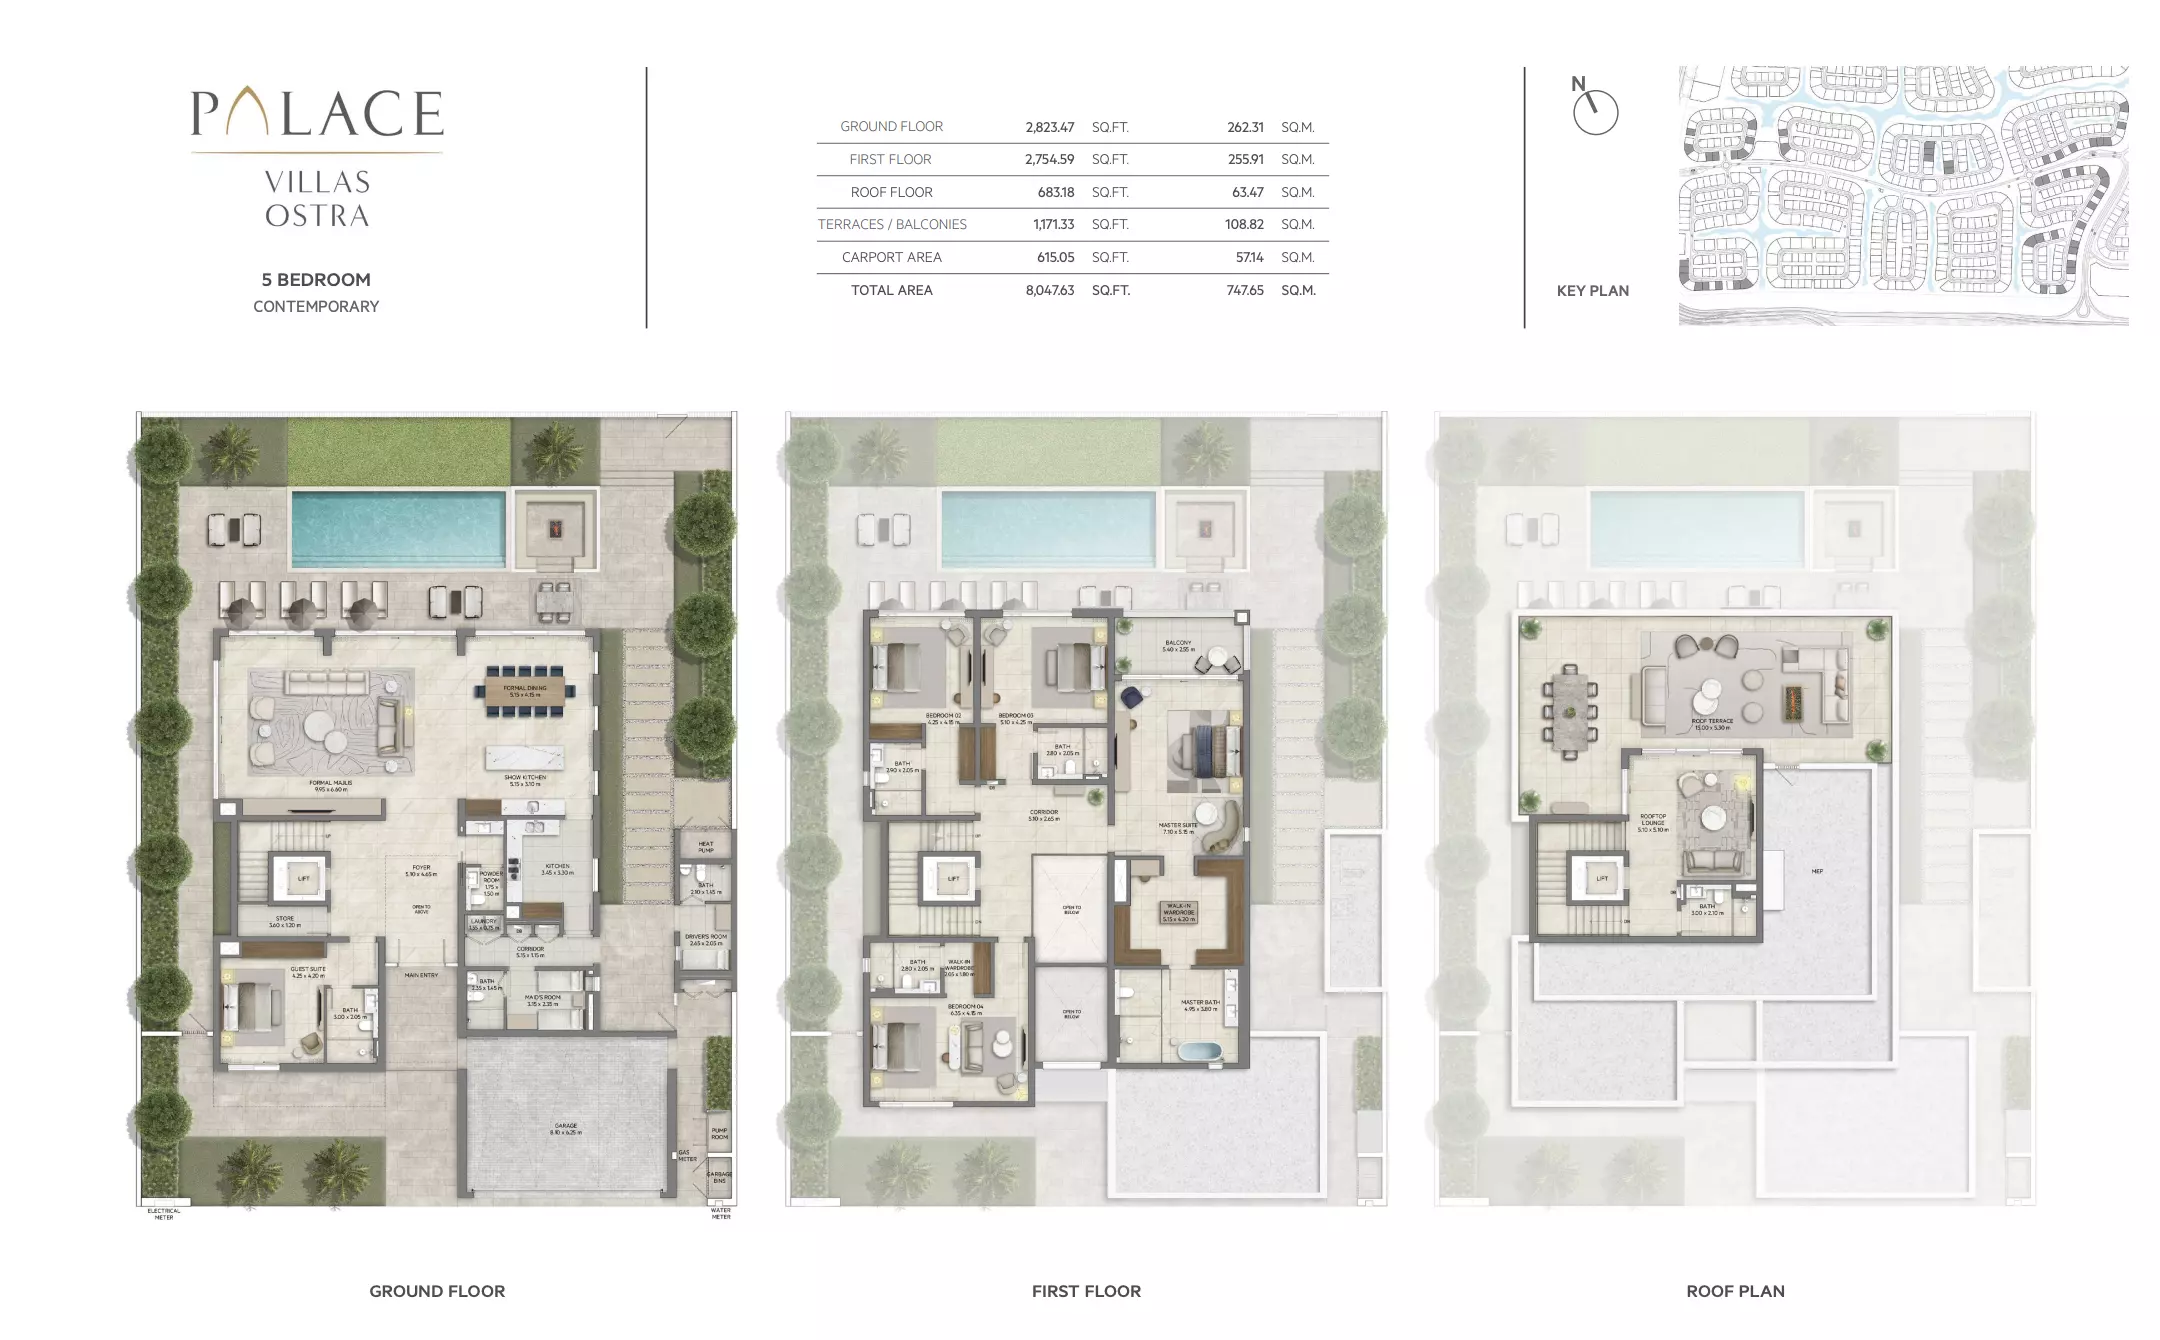 PALACE
VILLAS
OSTRA
5 BEDROOM
CONTEMPORARY
GROUND FLOOR 2,823.47 SQ.FT. 262.31 SQ.M.
FIRST FLOOR 2,754.59 SQ.FT. 255.91 SQ.M.
ROOF FLOOR 683.18 SQ.FT. 63.47 SQ.M.
TERRACES / BALCONIES 1,171.33 SQ.FT. 108.82 SQ.M.
CARPORT AREA 615.05 SQ.FT. 57.14 SQ.M.
TOTAL AREA 8,047.63 SQ.FT. 747.65 SQ.M.
N
KEY PLAN
FORMAL DINING
5.15 x 4.15 m
FORMAL MAJLIS
9.95 x 6.60 m
SHOW KITCHEN
5.15 x 3.10 m
UP
LIFT
FOYER
5.10 x 4.65 m
OPEN TO
ABOVE
POWDER
ROOM
1.75 x
1.50 m
KITCHEN
3.45 x 3.30 m
HEAT
PUMP
BATH
2.10 x 1.45 m
STORE
3.60 x 1.20 m
LAUNDRY
1.55 x 0.75 m
DB
CORRIDOR
5.15 x 1.15 m
DRIVER'S ROOM
2.65 x 2.05 m
GUEST SUITE
4.25 x 4.20 m
MAIN ENTRY
BATH
2.35 x 1.45 m
MAID'S ROOM
3.15 x 2.35 m
BATH
3.00 x 2.05 m
GARAGE
8.10 x 6.25 m
PUMP
ROOM
GAS
METER
GARBAGE
BINS
ELECTRICAL
METER
WATER
METER
GROUND FLOOR
BALCONY
5.40 x 2.55 m
BEDROOM 02
4.25 x 4.15 m
BEDROOM 03
5.10 x 4.25 m
BATH
2.90 x 2.05 m
BATH
2.80 x 2.05 m
DB
CORRIDOR
5.10 x 2.65 m
MASTER SUITE
7.10 x 5.15 m
UP
LIFT
DN
OPEN TO
BELOW
WALK-IN
WARDROBE
5.15 x 4.20 m
BATH
2.80 x 2.05 m
WALK-IN
WARDROBE
2.05 x 1.80 m
BEDROOM 04
6.35 x 4.15 m
OPEN TO
BELOW
MASTER BATH
4.95 x 3.80 m
FIRST FLOOR
ROOF TERRACE
15.00 x 5.30 m
ROOFTOP
LOUNGE
5.10 x 5.10 m
LIFT
DB
DN
MEP
BATH
3.00 x 2.10 m
ROOF PLAN